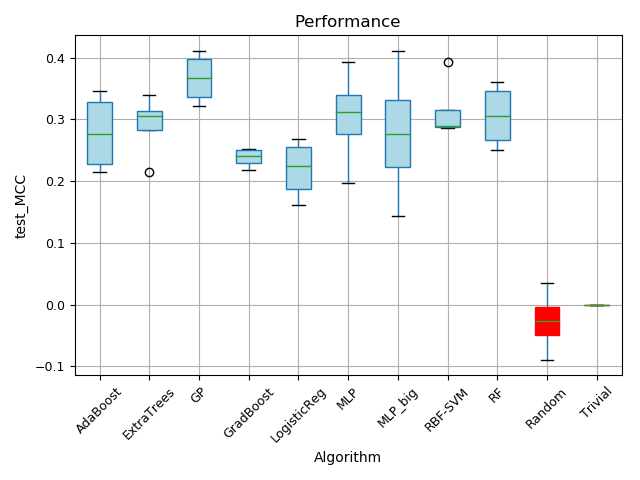 Performance
test_MCC
0.4
0.3
0.2
0.1
0.0
−0.1
AdaBoost
ExtraTrees
GP
GradBoost
LogisticReg
MLP
MLP_big
RBF-SVM
RF
Random
Trivial
Algorithm